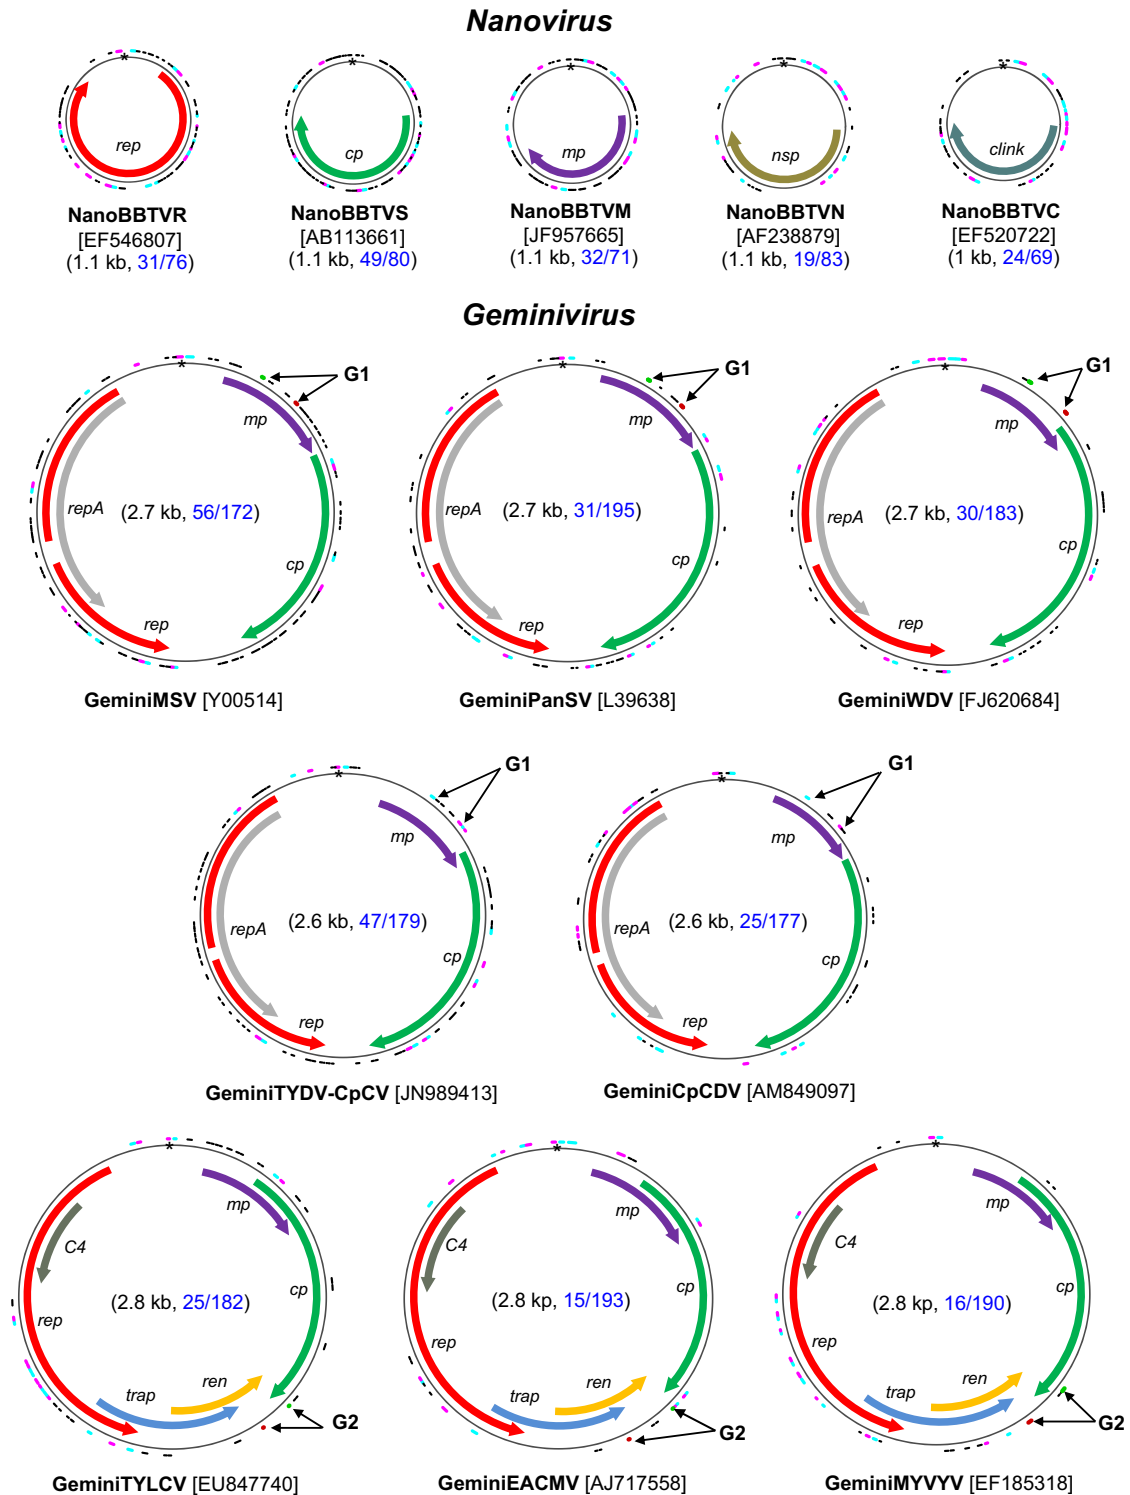 Nanovirus
*
*
*
*
*
rep
cp
mp
nsp
clink
NanoBBTVR
[EF546807]
(1.1 kb, 31/76)
NanoBBTVS
[AB113661]
(1.1 kb, 49/80)
NanoBBTVM
[JF957665]
(1.1 kb, 32/71)
NanoBBTVN
[AF238879]
(1.1 kb, 19/83)
NanoBBTVC
[EF520722]
(1 kb, 24/69)
Geminivirus
*
G1
mp
repA
(2.7 kb, 56/172)
cp
rep
GeminiMSV [Y00514]
*
G1
mp
repA
(2.7 kb, 31/195)
cp
rep
GeminiPanSV [L39638]
*
G1
mp
repA
(2.7 kb, 30/183)
cp
rep
GeminiWDV [FJ620684]
*
G1
mp
repA
(2.6 kb, 47/179)
cp
rep
GeminiTYDV-CpCV [JN989413]
*
G1
mp
repA
(2.6 kb, 25/177)
cp
rep
GeminiCpCDV [AM849097]
*
mp
C4
cp
(2.8 kb, 25/182)
rep
ren
trap
G2
GeminiTYLCV [EU847740]
*
mp
C4
cp
(2.8 kp, 15/193)
rep
ren
trap
G2
GeminiEACMV [AJ717558]
*
mp
C4
cp
(2.8 kp, 16/190)
rep
ren
trap
G2
GeminiMYVYV [EF185318]